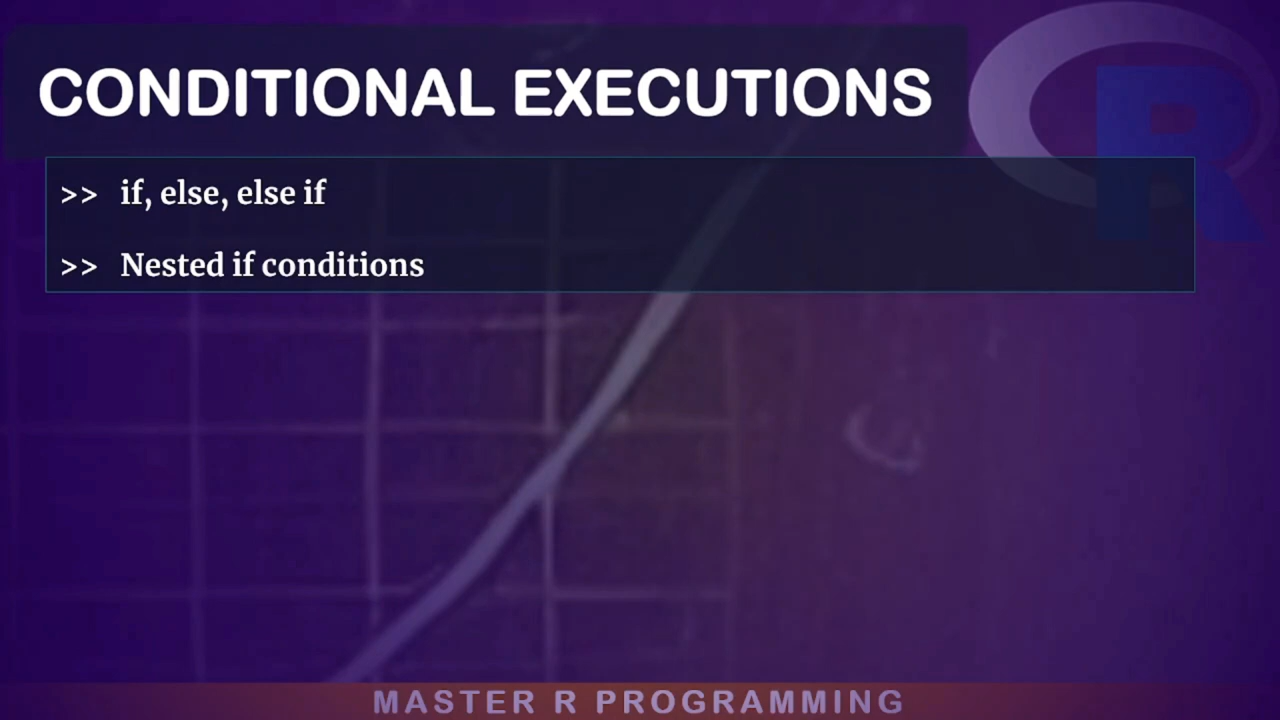 CONDITIONAL EXECUTIONS
R
>> if, else, else if
>> Nested if conditions
MASTER R PROGRAMMING